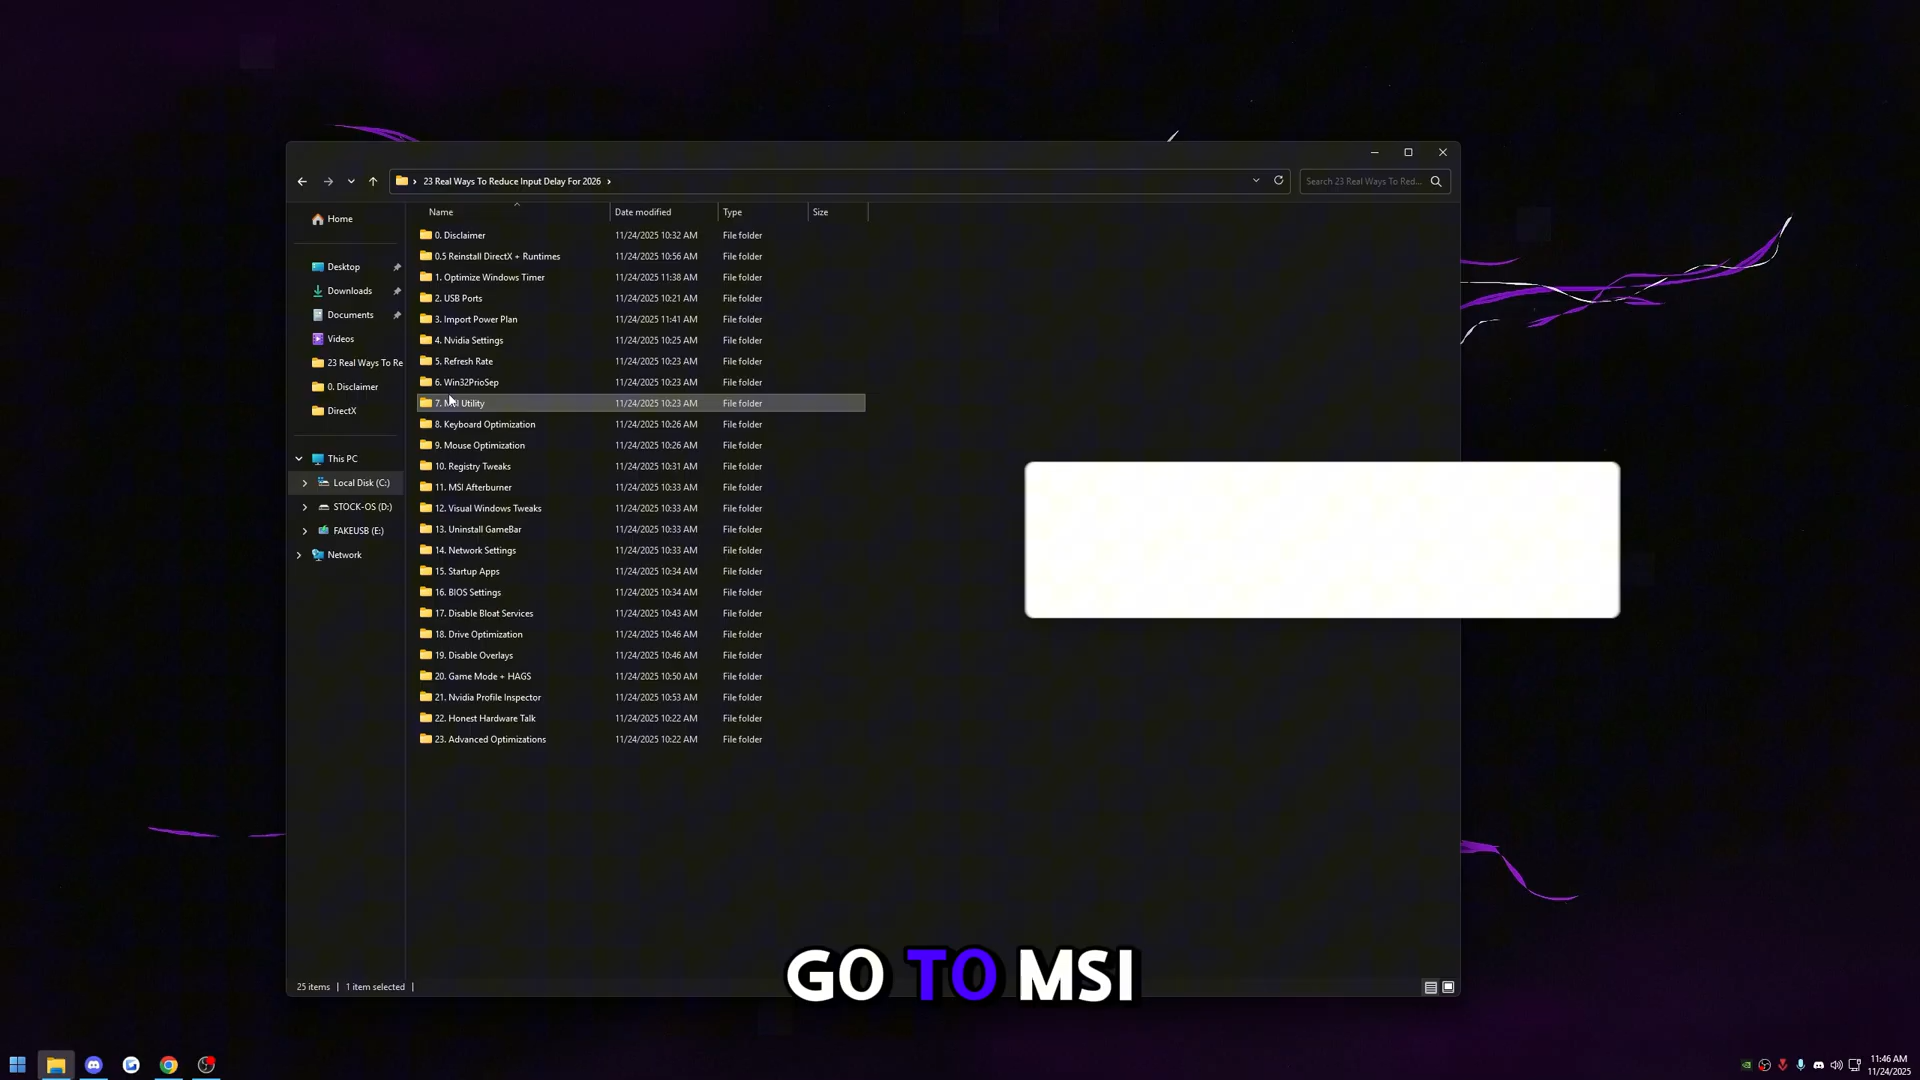 23 Real Ways To Reduce Input Delay For 2026
Search 23 Real Ways To Red...
Name Date modified Type Size
Home
Desktop
Downloads
Documents
Videos
23 Real Ways To Re
0. Disclaimer
DirectX
This PC
Local Disk (C:)
STOCK-OS (D:)
FAKEUSB (E:)
Network
0. Disclaimer 11/24/2025 10:32 AM File folder
0.5 Reinstall DirectX + Runtimes 11/24/2025 10:56 AM File folder
1. Optimize Windows Timer 11/24/2025 11:38 AM File folder
2. USB Ports 11/24/2025 10:21 AM File folder
3. Import Power Plan 11/24/2025 11:41 AM File folder
4. Nvidia Settings 11/24/2025 10:25 AM File folder
5. Refresh Rate 11/24/2025 10:23 AM File folder
6. Win32PrioSep 11/24/2025 10:23 AM File folder
7. MSI Utility 11/24/2025 10:23 AM File folder
8. Keyboard Optimization 11/24/2025 10:26 AM File folder
9. Mouse Optimization 11/24/2025 10:26 AM File folder
10. Registry Tweaks 11/24/2025 10:31 AM File folder
11. MSI Afterburner 11/24/2025 10:33 AM File folder
12. Visual Windows Tweaks 11/24/2025 10:33 AM File folder
13. Uninstall GameBar 11/24/2025 10:33 AM File folder
14. Network Settings 11/24/2025 10:33 AM File folder
15. Startup Apps 11/24/2025 10:34 AM File folder
16. BIOS Settings 11/24/2025 10:34 AM File folder
17. Disable Bloat Services 11/24/2025 10:43 AM File folder
18. Drive Optimization 11/24/2025 10:46 AM File folder
19. Disable Overlays 11/24/2025 10:46 AM File folder
20. Game Mode + HAGS 11/24/2025 10:50 AM File folder
21. Nvidia Profile Inspector 11/24/2025 10:53 AM File folder
22. Honest Hardware Talk 11/24/2025 10:22 AM File folder
23. Advanced Optimizations 11/24/2025 10:22 AM File folder
25 items 1 item selected
GO TO MSI
11:46 AM
11/24/2025